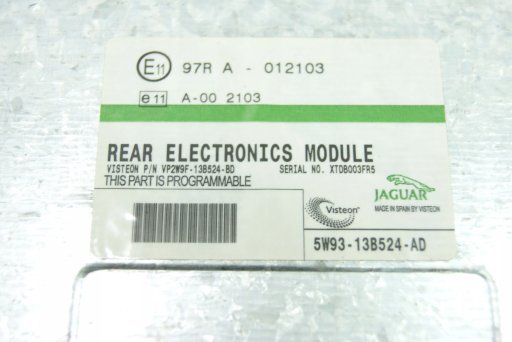 E11 97R A - 012103
e11 A-00 2103
REAR ELECTRONICS MODULE
VISTEON P/N VP2W9F-13B524-BD SERIAL NO. XTDB003FR5
THIS PART IS PROGRAMMABLE
Visteon
JAGUAR
MADE IN SPAIN BY VISTEON
5W93-13B524-AD